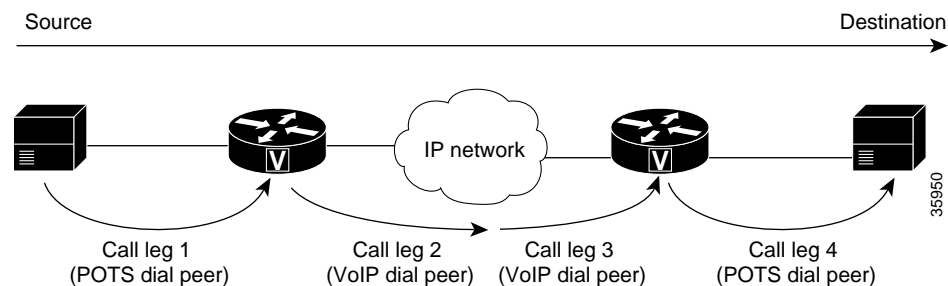 Source
Destination
V
IP network
V
35950
Call leg 1
(POTS dial peer)
Call leg 2
(VoIP dial peer)
Call leg 3
(VoIP dial peer)
Call leg 4
(POTS dial peer)